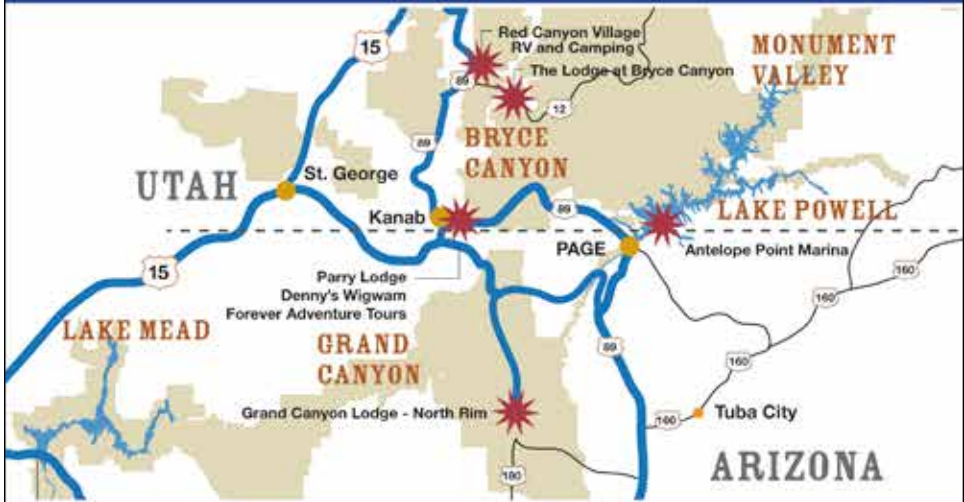 Red Canyon Village
RV and Camping
The Lodge at Bryce Canyon
MONUMENT
VALLEY
15
89
12
89
BRYCE
CANYON
UTAH
St. George
Kanab
89
LAKE POWELL
PAGE
Antelope Point Marina
15
Parry Lodge
Denny's Wigwam
Forever Adventure Tours
160
160
LAKE MEAD
GRAND
CANYON
89
160
Grand Canyon Lodge - North Rim
160
Tuba City
180
ARIZONA